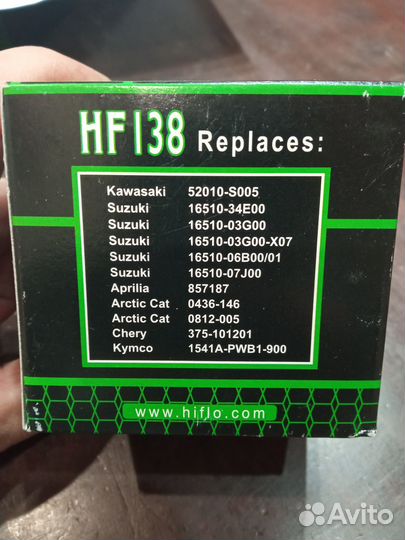 HF138 Replaces:
Kawasaki 52010-S005
Suzuki 16510-34E00
Suzuki 16510-03G00
Suzuki 16510-03G00-X07
Suzuki 16510-06B00/01
Suzuki 16510-07J00
Aprilia 857187
Arctic Cat 0436-146
Arctic Cat 0812-005
Chery 375-101201
Kymco 1541A-PWB1-900
www.hiflo.com
Avito